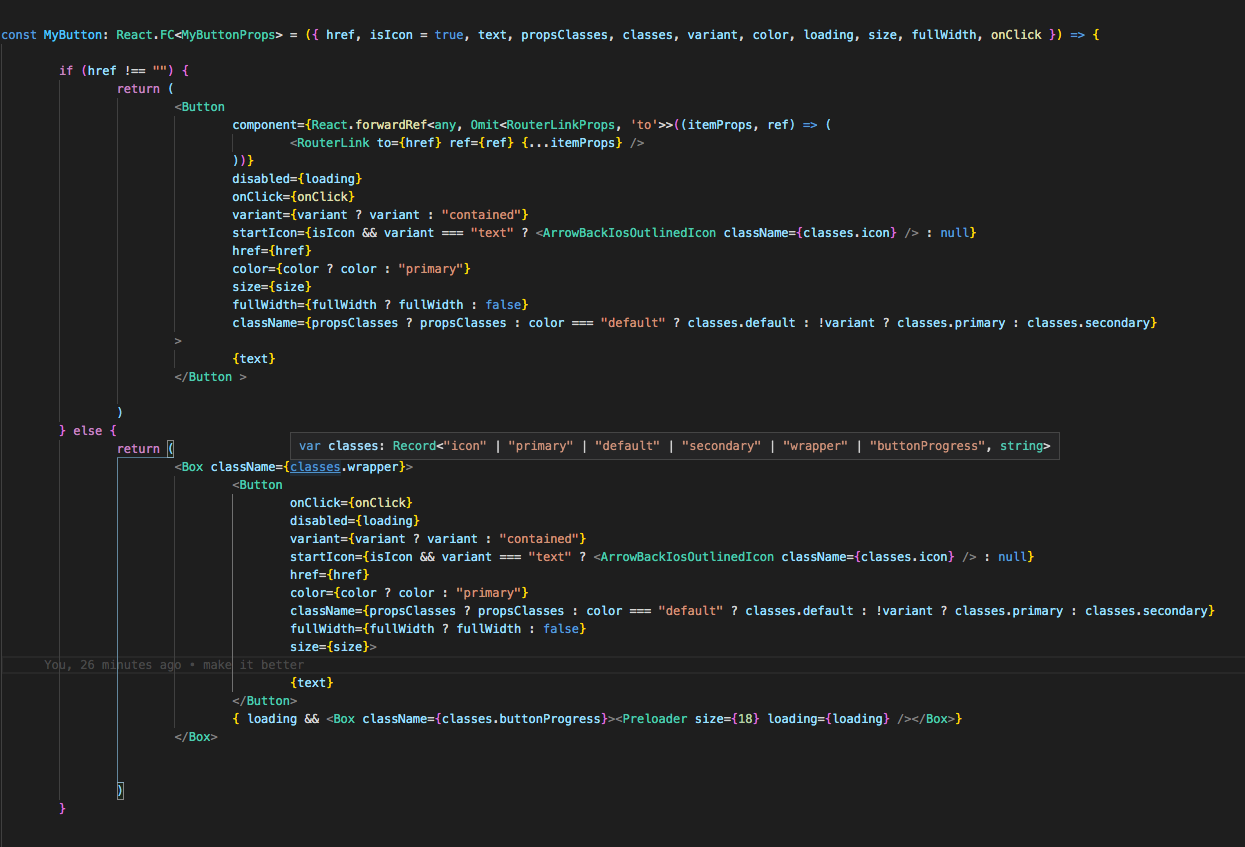 const MyButton: React.FC<MyButtonProps> = ({ href, isIcon = true, text, propsClasses, classes, variant, color, loading, size, fullWidth, onClick }) => {
if (href !== "") {
return (
<Button
component={React.forwardRef<any, Omit<RouterLinkProps, 'to'>>((itemProps, ref) => (
<RouterLink to={href} ref={ref} {...itemProps} />
))}
disabled={loading}
onClick={onClick}
variant={variant ? variant : "contained"}
startIcon={isIcon && variant === "text" ? <ArrowBackIosOutlinedIcon className={classes.icon} /> : null}
href={href}
color={color ? color : "primary"}
size={size}
fullWidth={fullWidth ? fullWidth : false}
className={propsClasses ? propsClasses : color === "default" ? classes.default : !variant ? classes.primary : classes.secondary}
>
{text}
</Button >
)
} else {
return (
var classes: Record<"icon" | "primary" | "default" | "secondary" | "wrapper" | "buttonProgress", string>
<Box className={classes.wrapper}>
<Button
onClick={onClick}
disabled={loading}
variant={variant ? variant : "contained"}
startIcon={isIcon && variant === "text" ? <ArrowBackIosOutlinedIcon className={classes.icon} /> : null}
href={href}
color={color ? color : "primary"}
className={propsClasses ? propsClasses : color === "default" ? classes.default : !variant ? classes.primary : classes.secondary}
fullWidth={fullWidth ? fullWidth : false}
size={size}>
You, 26 minutes ago • make it better
{text}
</Button>
{ loading && <Box className={classes.buttonProgress}><Preloader size={18} loading={loading} /></Box>}
</Box>
)
}